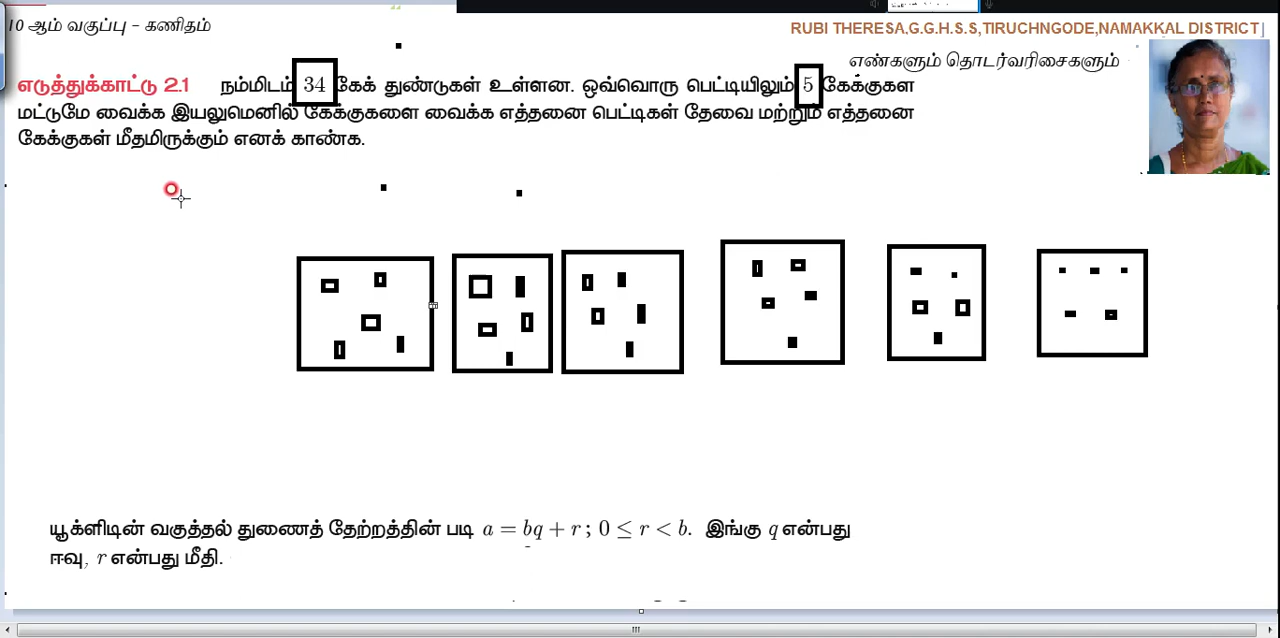 10 ஆம் வகுப்பு – கணிதம்
RUBI THERESA.G.G.H.S.S,TIRUCHNGODE,NAMAKKAL DISTRICT
எண்களும் தொடர்வரிசைகளும்
எடுத்துக்காட்டு 2.1 நம்மிடம் 34 கேக் துண்டுகள் உள்ளன. ஒவ்வொரு பெட்டியிலும் 5 கேக்குகள
மட்டுமே வைக்க இயலுமெனில் கேக்குகளை வைக்க எத்தனை பெட்டிகள் தேவை மற்றும் எத்தனை
கேக்குகள் மீதமிருக்கும் எனக் காண்க.
யூக்ளிடின் வகுத்தல் துணைத் தேற்றத்தின் படி a = bq + r ; 0 ≤ r < b. இங்கு q என்பது
ஈவு, r என்பது மீதி.